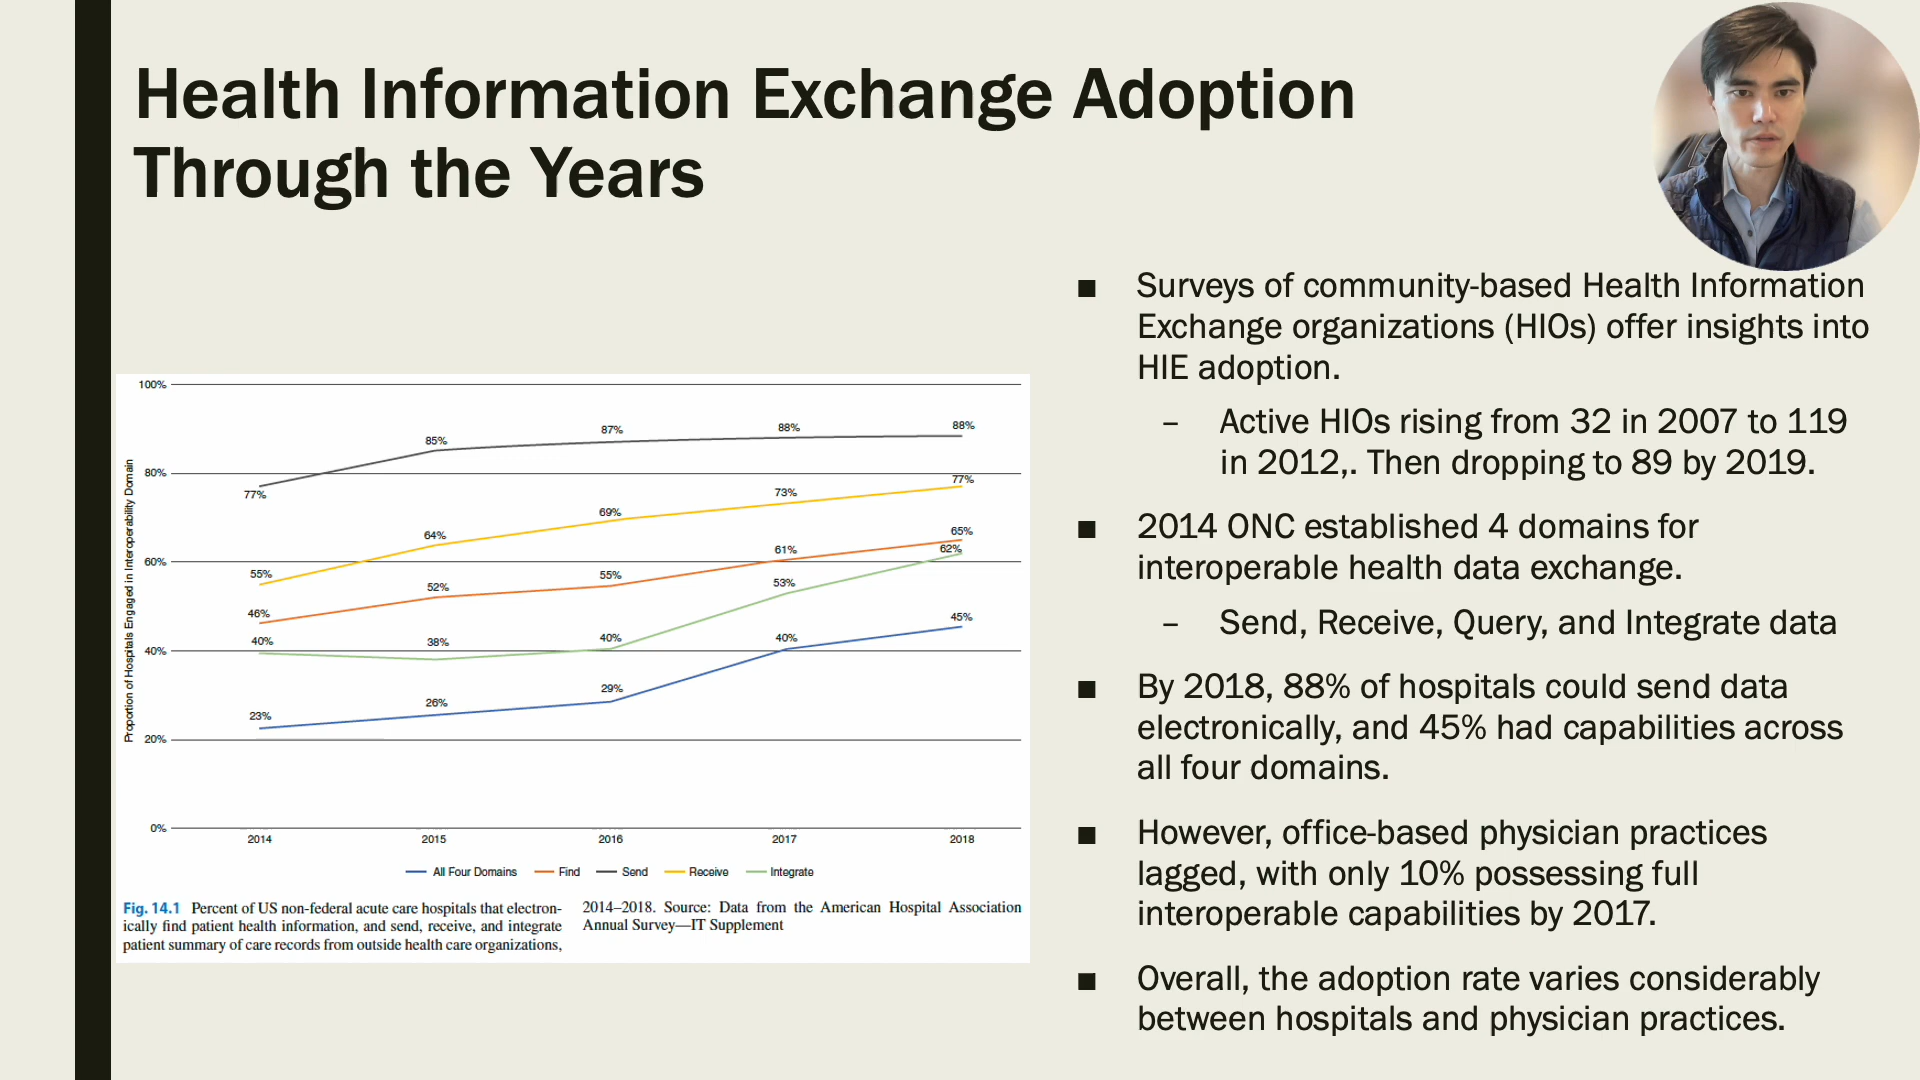 Health Information Exchange Adoption
Through the Years
100%
80%
60%
40%
20%
0%
Proportion of Hospitals Engaged in Interoperability Domain
77%
85%
87%
88%
88%
55%
64%
69%
73%
77%
46%
52%
55%
61%
65%
40%
38%
40%
53%
62%
23%
26%
29%
40%
45%
2014
2015
2016
2017
2018
All Four Domains
Find
Send
Receive
Integrate
Fig. 14.1 Percent of US non-federal acute care hospitals that electron-
ically find patient health information, and send, receive, and integrate
patient summary of care records from outside health care organizations,
2014–2018. Source: Data from the American Hospital Association
Annual Survey—IT Supplement
■ Surveys of community-based Health Information
Exchange organizations (HIOs) offer insights into
HIE adoption.
– Active HIOs rising from 32 in 2007 to 119
in 2012,. Then dropping to 89 by 2019.
■ 2014 ONC established 4 domains for
interoperable health data exchange.
– Send, Receive, Query, and Integrate data
■ By 2018, 88% of hospitals could send data
electronically, and 45% had capabilities across
all four domains.
■ However, office-based physician practices
lagged, with only 10% possessing full
interoperable capabilities by 2017.
■ Overall, the adoption rate varies considerably
between hospitals and physician practices.